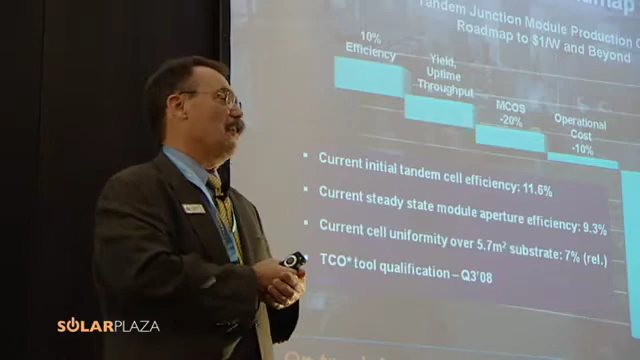 Tandem Junction Module Production
Roadmap to $1/W and Beyond
10%
Efficiency
Yield,
Uptime
Throughput
MCOS
-20%
Operational
Cost
-10%
▪ Current initial tandem cell efficiency: 11.6%
▪ Current steady state module aperture efficiency: 9.3%
▪ Current cell uniformity over 5.7m² substrate: 7% (rel.)
▪ TCO* tool qualification – Q3'08
SOLARPLAZA